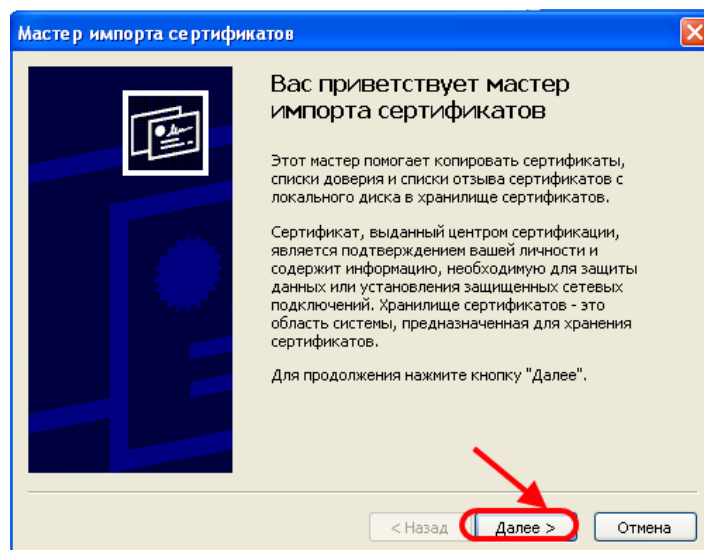 Мастер импорта сертификатов
Вас приветствует мастер
импорта сертификатов
Этот мастер помогает копировать сертификаты,
списки доверия и списки отзыва сертификатов с
локального диска в хранилище сертификатов.
Сертификат, выданный центром сертификации,
является подтверждением вашей личности и
содержит информацию, необходимую для защиты
данных или установления защищенных сетевых
подключений. Хранилище сертификатов - это
область системы, предназначенная для хранения
сертификатов.
Для продолжения нажмите кнопку "Далее".
< Назад Далее > Отмена